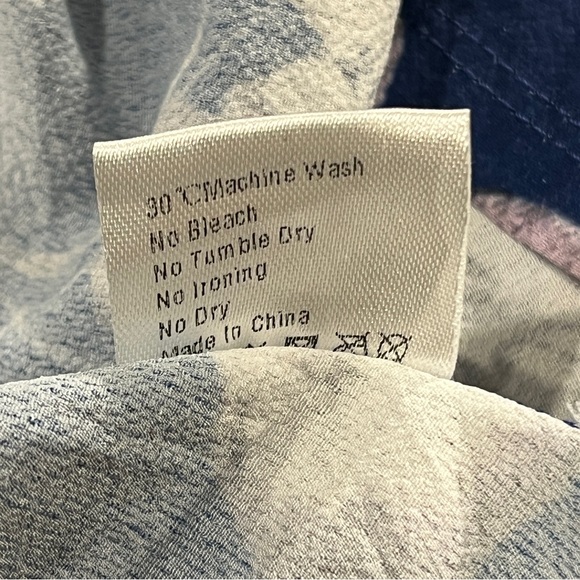 30℃Machine Wash
No Bleach
No Tumble Dry
No Ironing
No Dry
Made In China